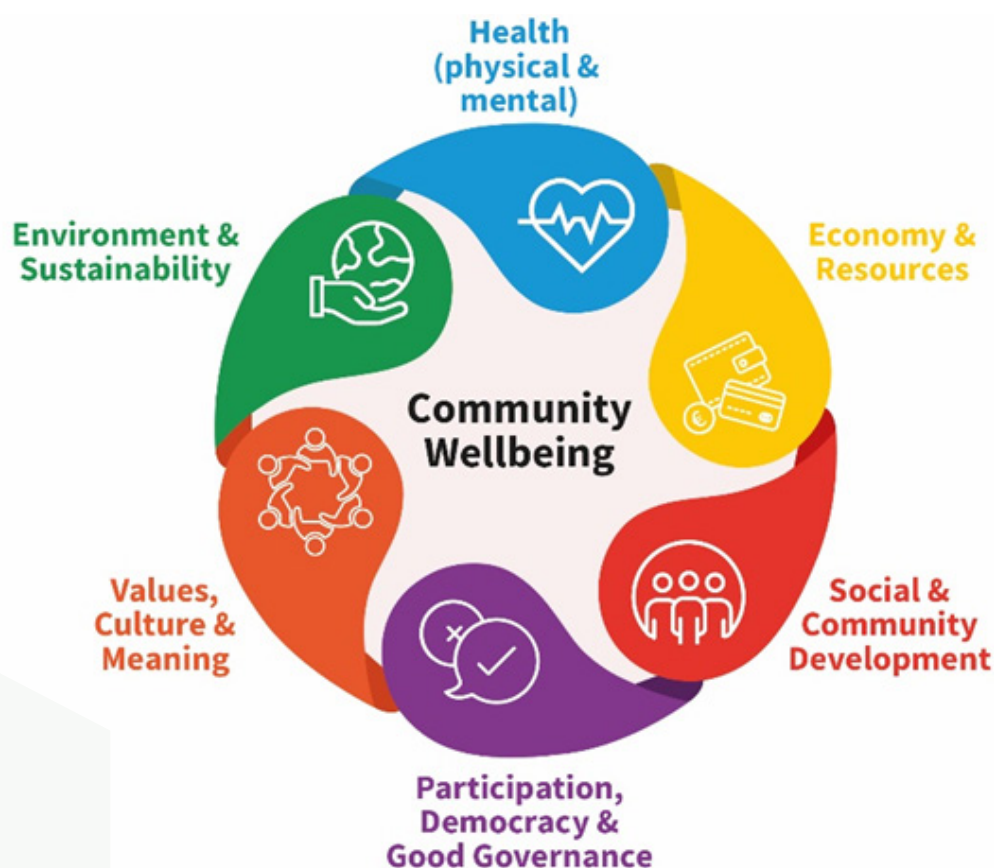 Health
(physical &
mental)
Environment &
Sustainability
Economy &
Resources
€
Community
Wellbeing
Values,
Culture &
Meaning
Social &
Community
Development
Participation,
Democracy &
Good Governance